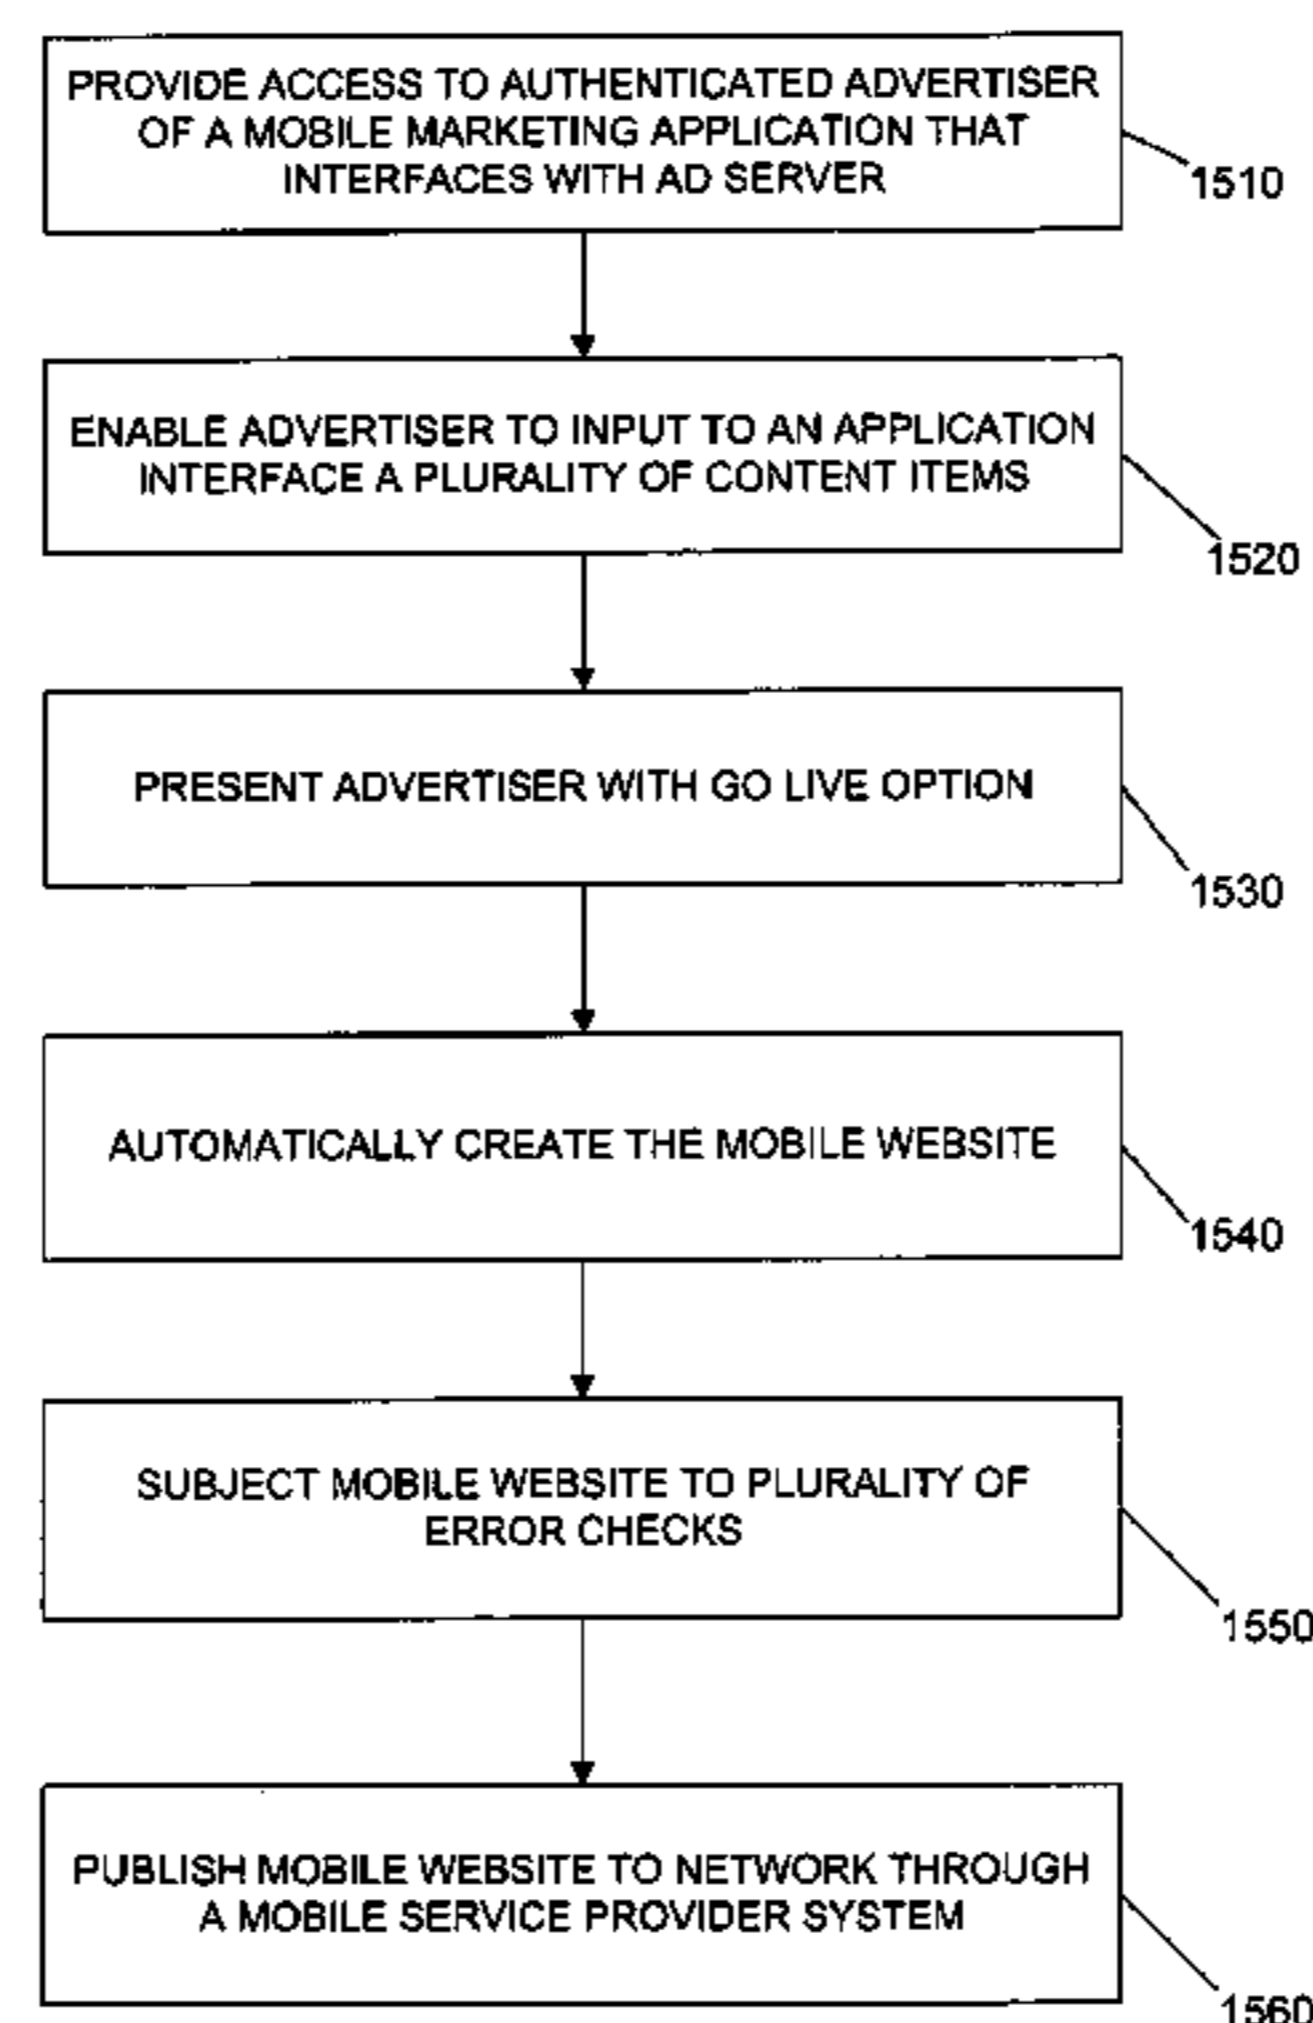 PROVIDE ACCESS TO AUTHENTICATED ADVERTISER
OF A MOBILE MARKETING APPLICATION THAT
INTERFACES WITH AD SERVER
1510
ENABLE ADVERTISER TO INPUT TO AN APPLICATION
INTERFACE A PLURALITY OF CONTENT ITEMS
1520
PRESENT ADVERTISER WITH GO LIVE OPTION
1530
AUTOMATICALLY CREATE THE MOBILE WEBSITE
1540
SUBJECT MOBILE WEBSITE TO PLURALITY OF
ERROR CHECKS
1550
PUBLISH MOBILE WEBSITE TO NETWORK THROUGH
A MOBILE SERVICE PROVIDER SYSTEM
1560